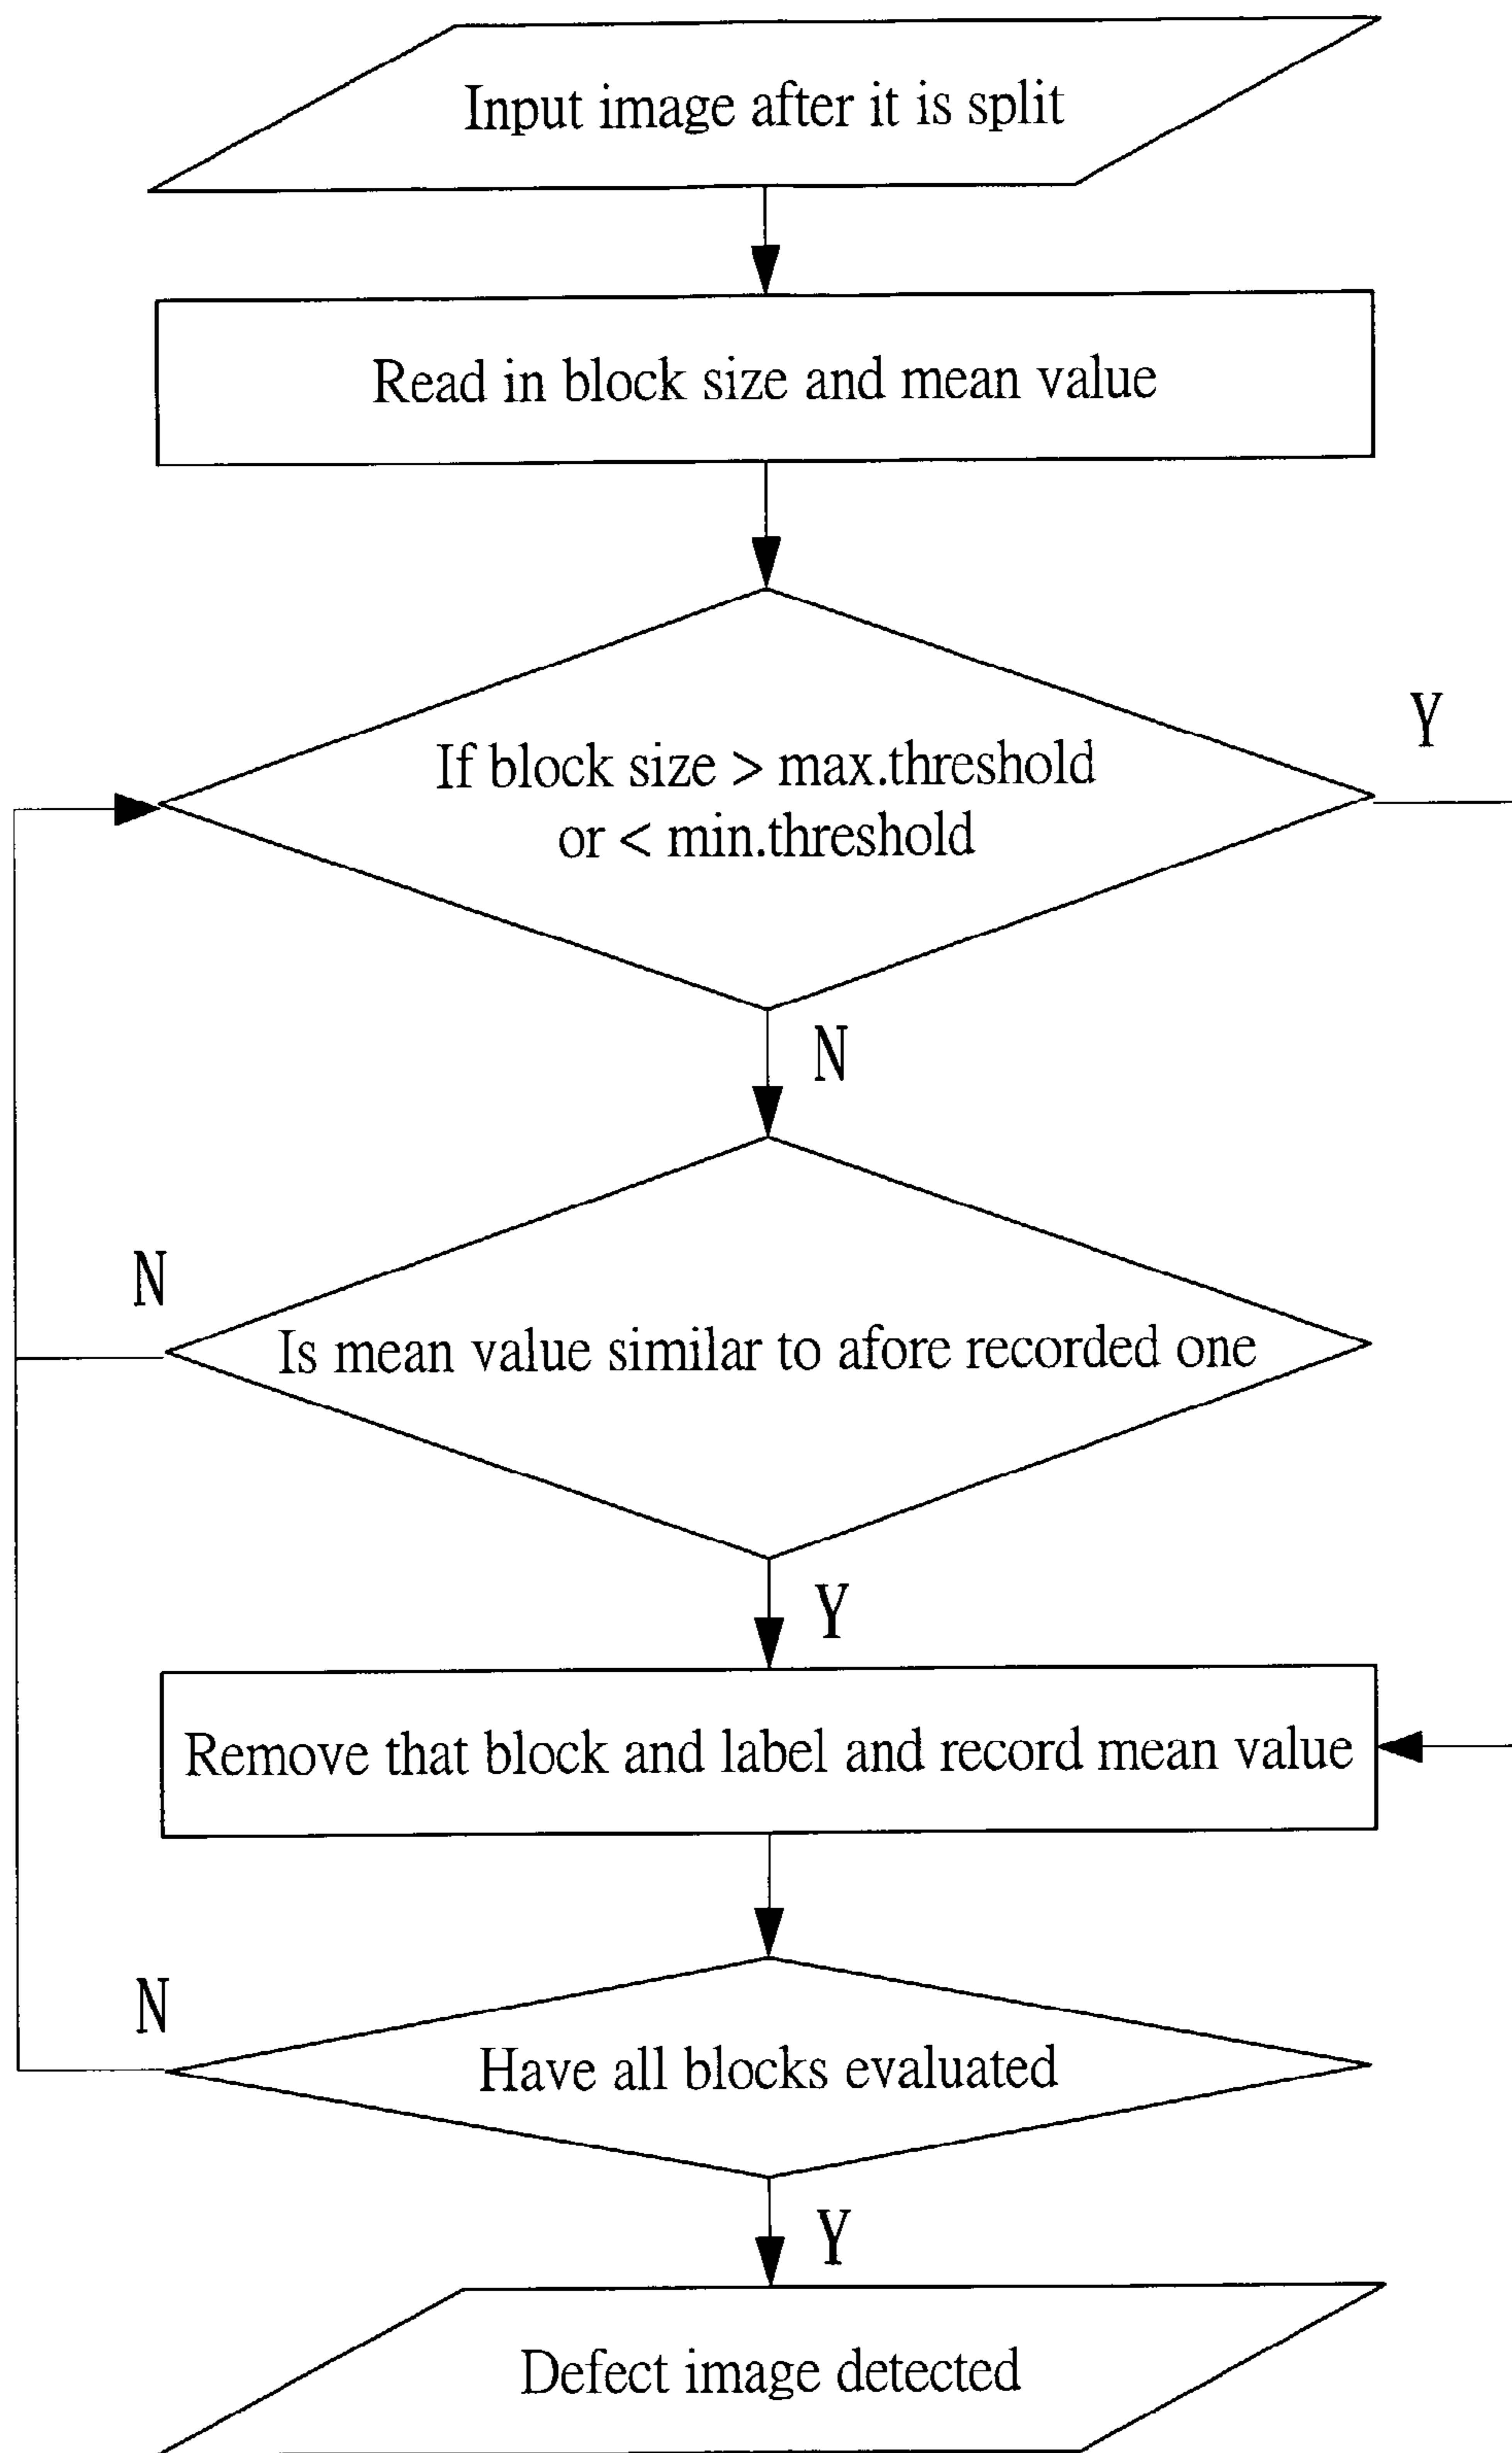 Input image after it is split
Read in block size and mean value
If block size > max.threshold
or < min.threshold
Y
N
N
Is mean value similar to afore recorded one
Y
Remove that block and label and record mean value
N
Have all blocks evaluated
Y
Defect image detected